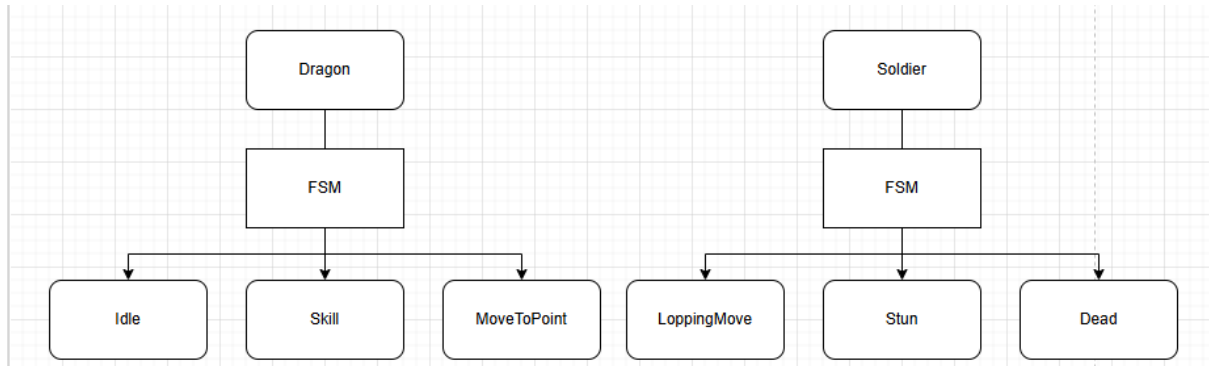 Dragon
Soldier
FSM
FSM
Idle
Skill
MoveToPoint
LoppingMove
Stun
Dead